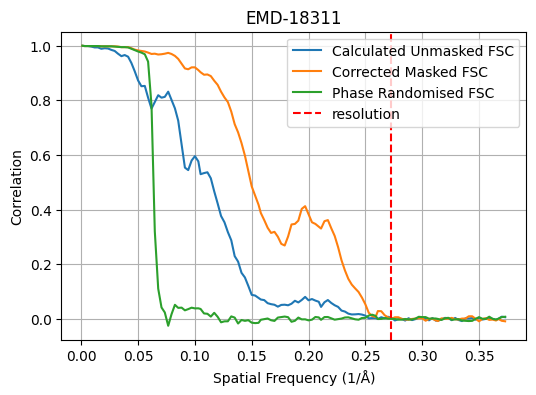 EMD-18311
1.0
0.8
0.6
0.4
0.2
0.0
Correlation
Calculated Unmasked FSC
Corrected Masked FSC
Phase Randomised FSC
resolution
0.00 0.05 0.10 0.15 0.20 0.25 0.30 0.35
Spatial Frequency (1/Å)